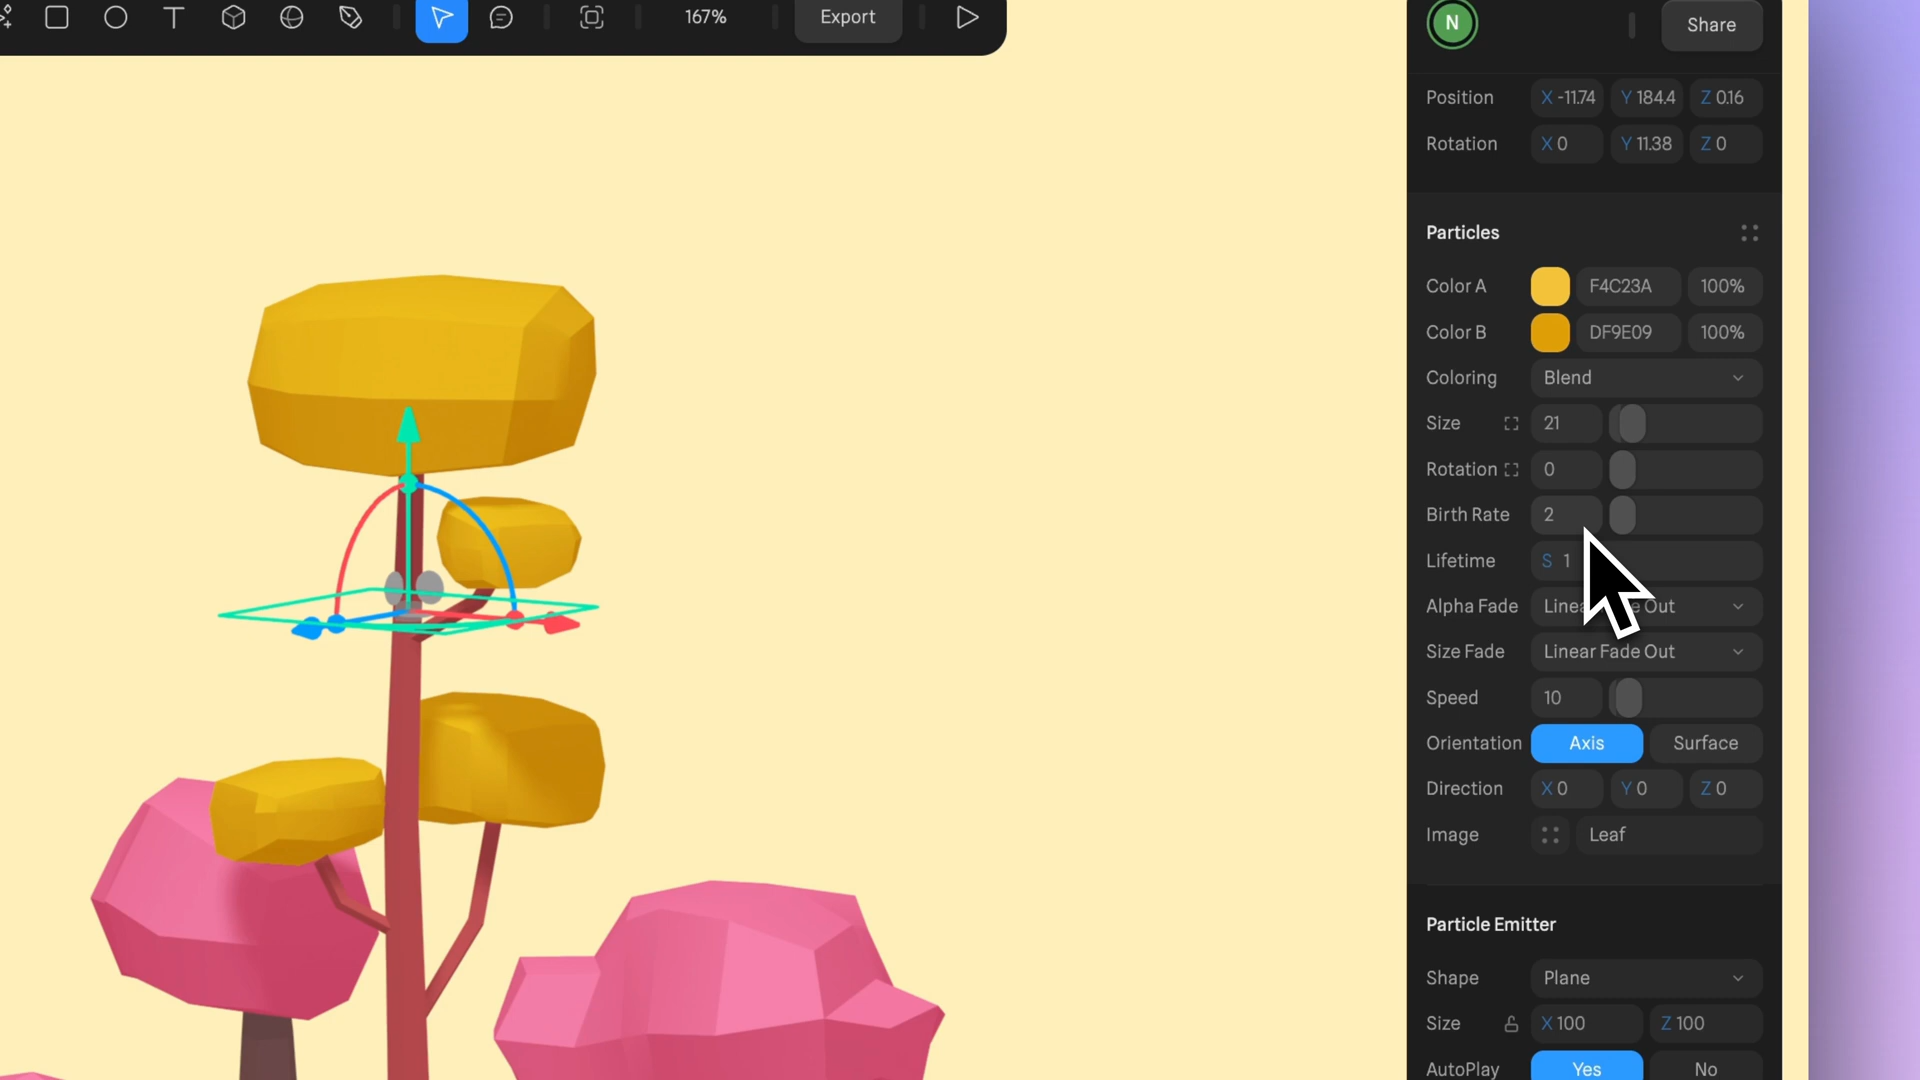 T 167% Export
N Share
Position X -11.74 Y 184.4 Z 0.16
Rotation X 0 Y 11.38 Z 0
Particles
Color A F4C23A 100%
Color B DF9E09 100%
Coloring Blend
Size 21
Rotation 0
Birth Rate 2
Lifetime S 1
Alpha Fade Out
Size Fade Linear Fade Out
Speed 10
Orientation Axis Surface
Direction X 0 Y 0 Z 0
Image Leaf
Particle Emitter
Shape Plane
Size X 100 Z 100
AutoPlay Yes No